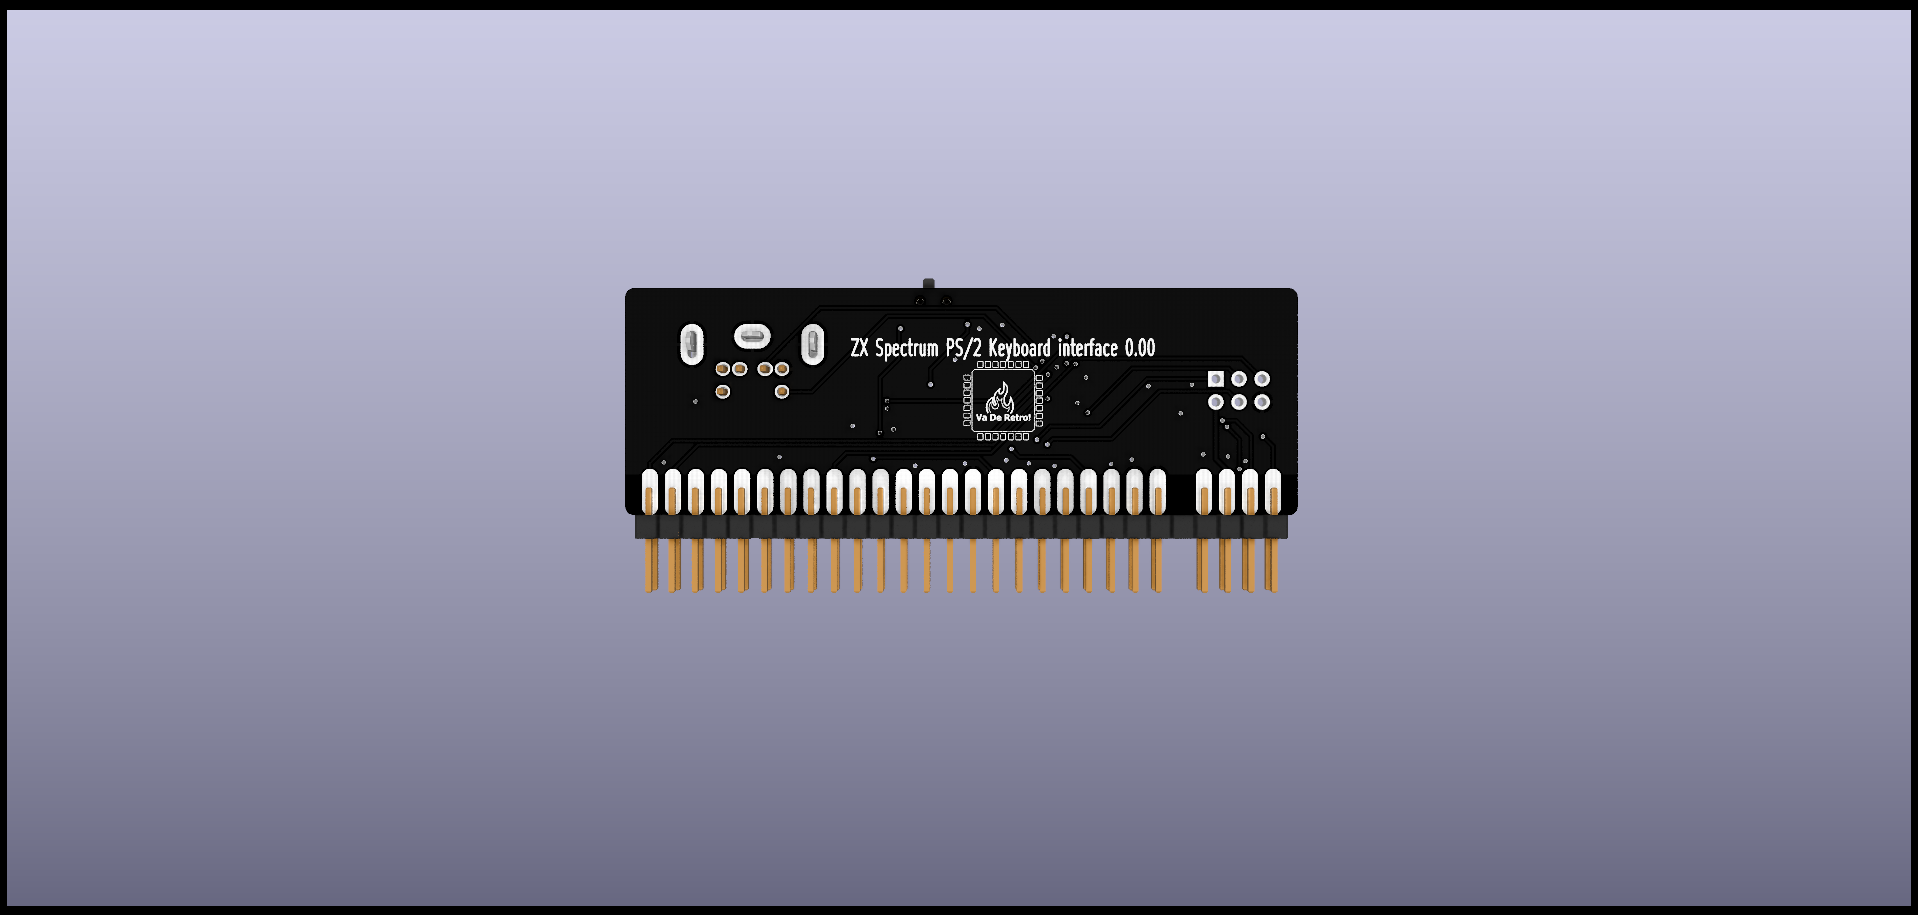 ZX Spectrum PS/2 Keyboard interface 0.00
Va De Retro!